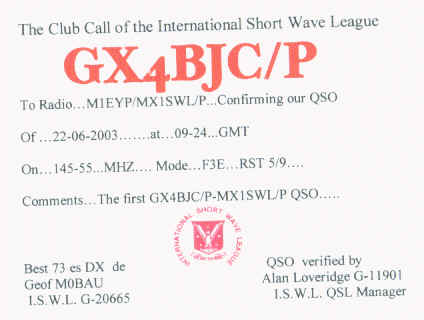 The Club Call of the International Short Wave League
GX4BJC/P
To Radio...M1EYP/MX1SWL/P...Confirming our QSO
Of ...22-06-2003.......at...09-24...GMT
On...145-55...MHZ.... Mode...F3E...RST 5/9....
Comments...The first GX4BJC/P-MX1SWL/P QSO.....
INTERNATIONAL SHORT WAVE LEAGUE
Best 73 es DX de
Geof M0BAU
I.S.W.L. G-20665
QSO verified by
Alan Loveridge G-11901
I.S.W.L. QSL Manager